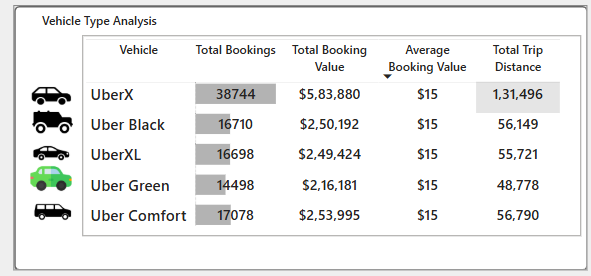 Vehicle Type Analysis
Vehicle Total Bookings Total Booking Value Average Booking Value Total Trip Distance
UberX 38744 $5,83,880 $15 1,31,496
Uber Black 16710 $2,50,192 $15 56,149
UberXL 16698 $2,49,424 $15 55,721
Uber Green 14498 $2,16,181 $15 48,778
Uber Comfort 17078 $2,53,995 $15 56,790